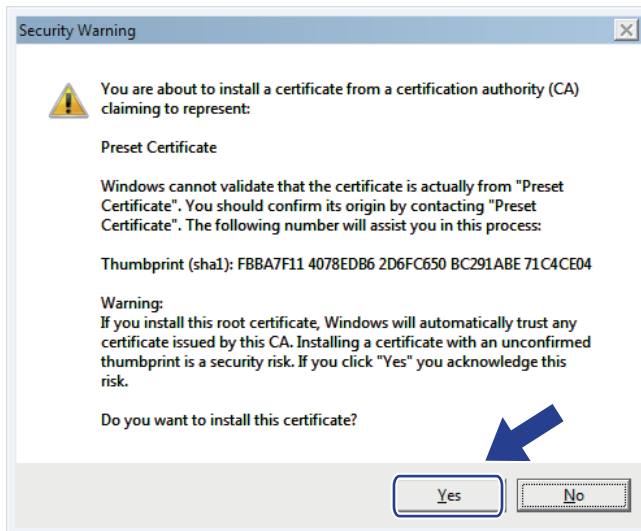 Security Warning
You are about to install a certificate from a certification authority (CA)
claiming to represent:
Preset Certificate
Windows cannot validate that the certificate is actually from "Preset
Certificate". You should confirm its origin by contacting "Preset
Certificate". The following number will assist you in this process:
Thumbprint (sha1): FBBA7F11 4078EDB6 2D6FC650 BC291ABE 71C4CE04
Warning:
If you install this root certificate, Windows will automatically trust any
certificate issued by this CA. Installing a certificate with an unconfirmed
thumbprint is a security risk. If you click "Yes" you acknowledge this
risk.
Do you want to install this certificate?
Yes
No